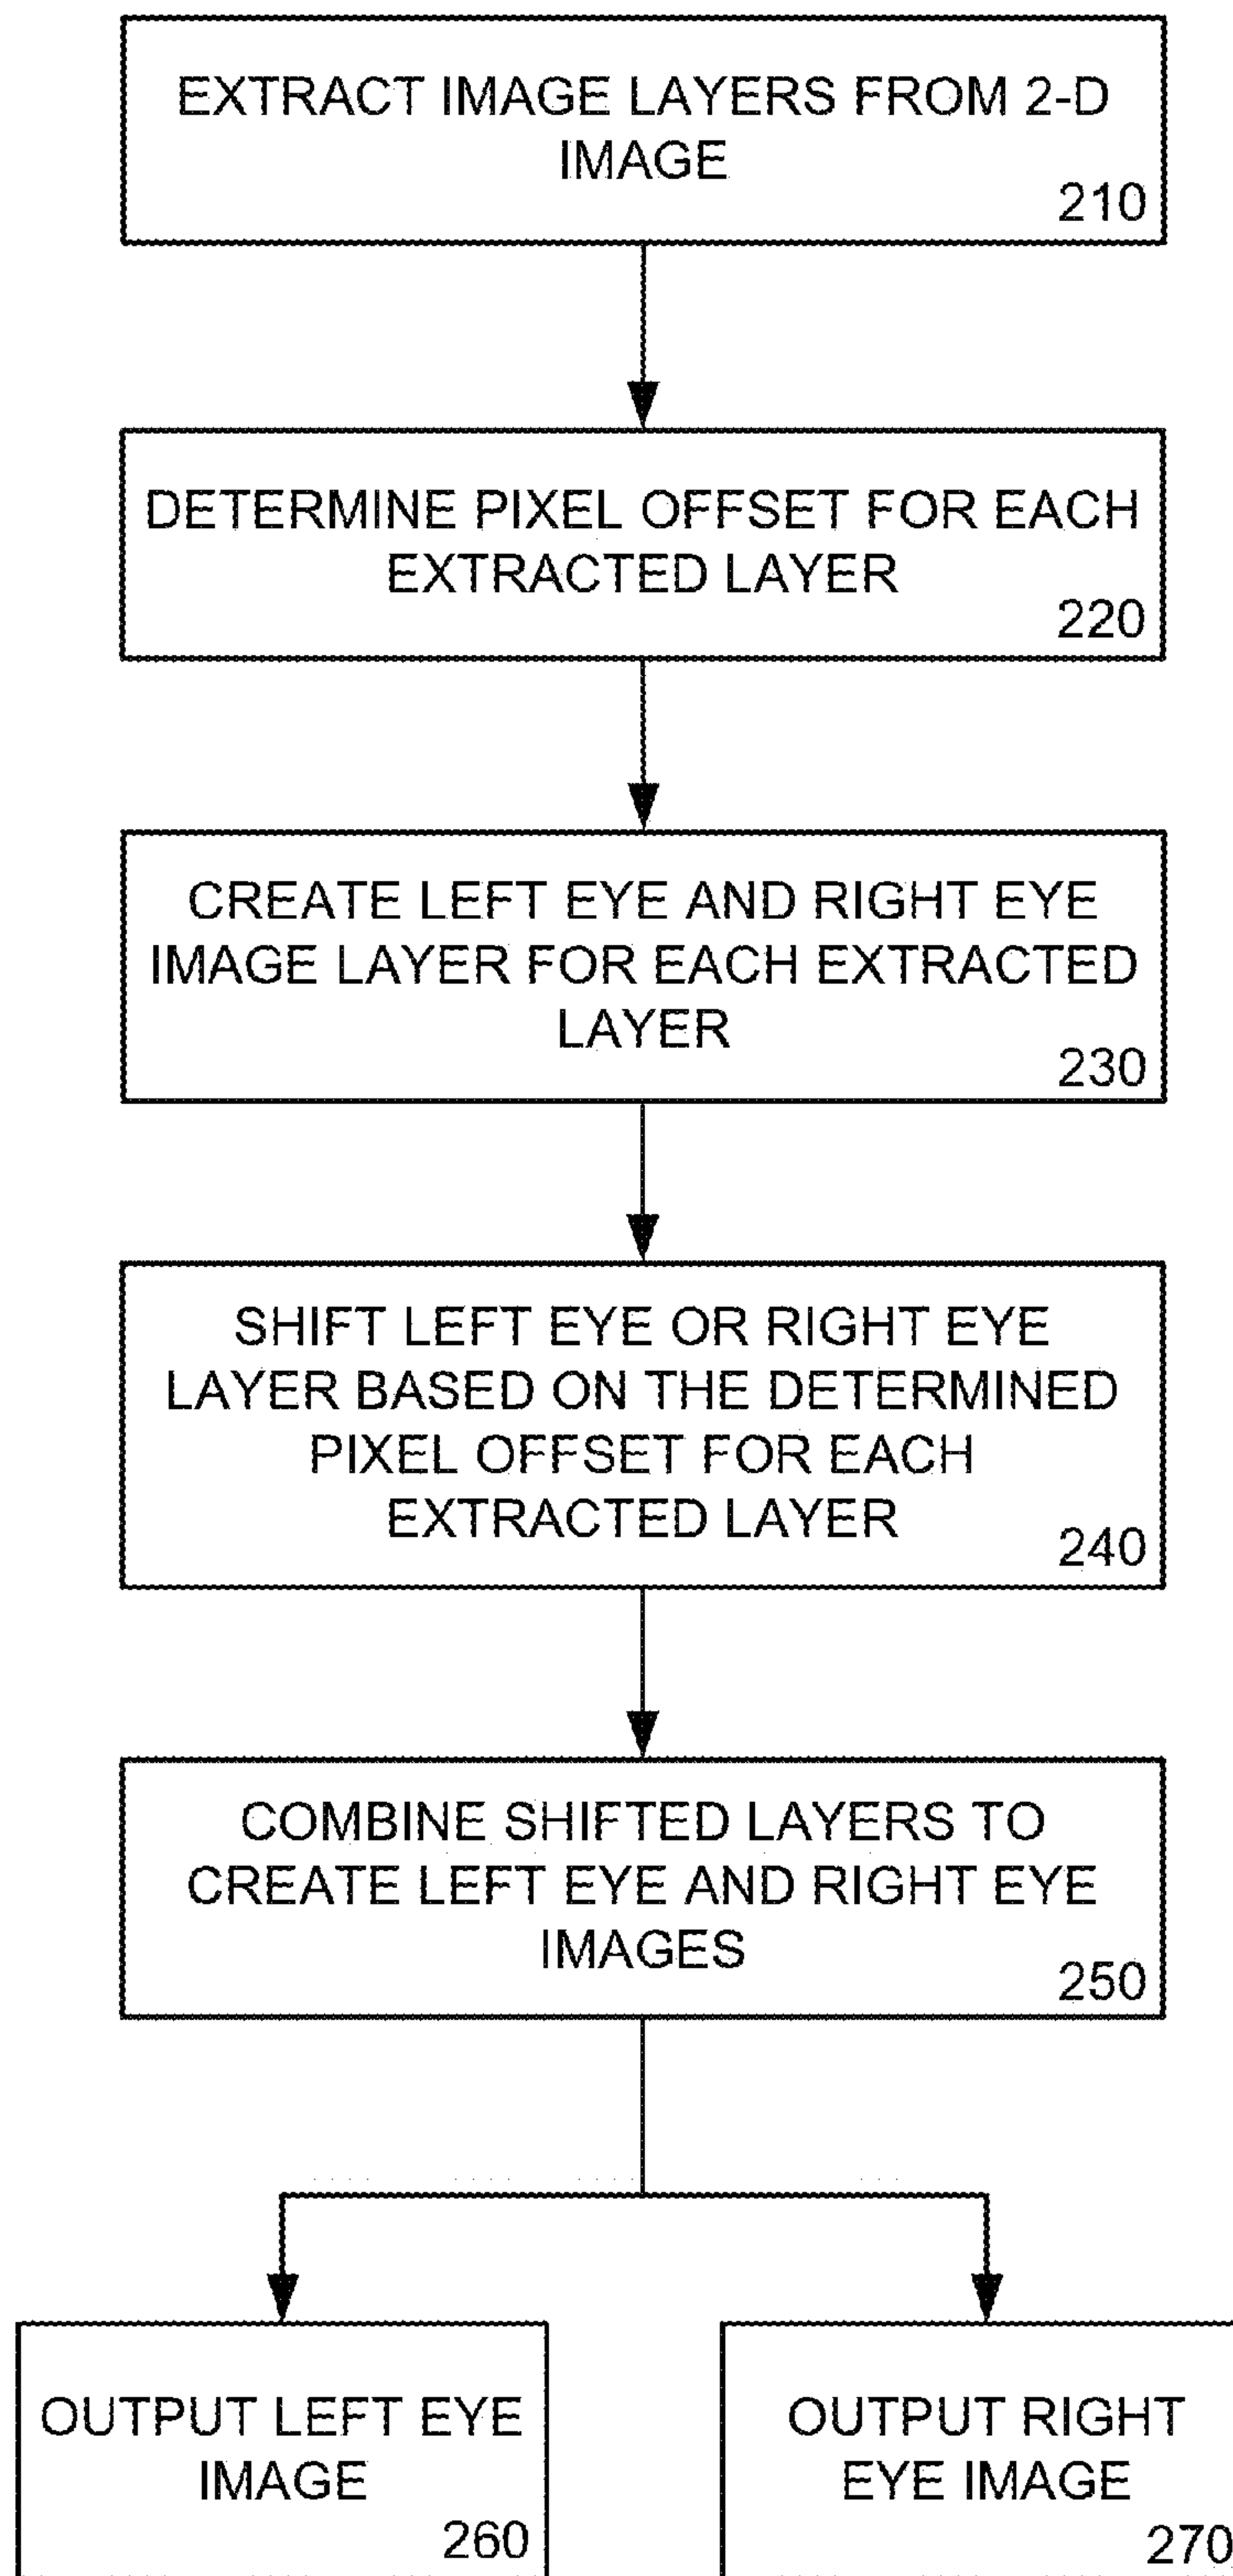 EXTRACT IMAGE LAYERS FROM 2-D
IMAGE
210
DETERMINE PIXEL OFFSET FOR EACH
EXTRACTED LAYER
220
CREATE LEFT EYE AND RIGHT EYE
IMAGE LAYER FOR EACH EXTRACTED
LAYER
230
SHIFT LEFT EYE OR RIGHT EYE
LAYER BASED ON THE DETERMINED
PIXEL OFFSET FOR EACH
EXTRACTED LAYER
240
COMBINE SHIFTED LAYERS TO
CREATE LEFT EYE AND RIGHT EYE
IMAGES
250
OUTPUT LEFT EYE
IMAGE
260
OUTPUT RIGHT
EYE IMAGE
270